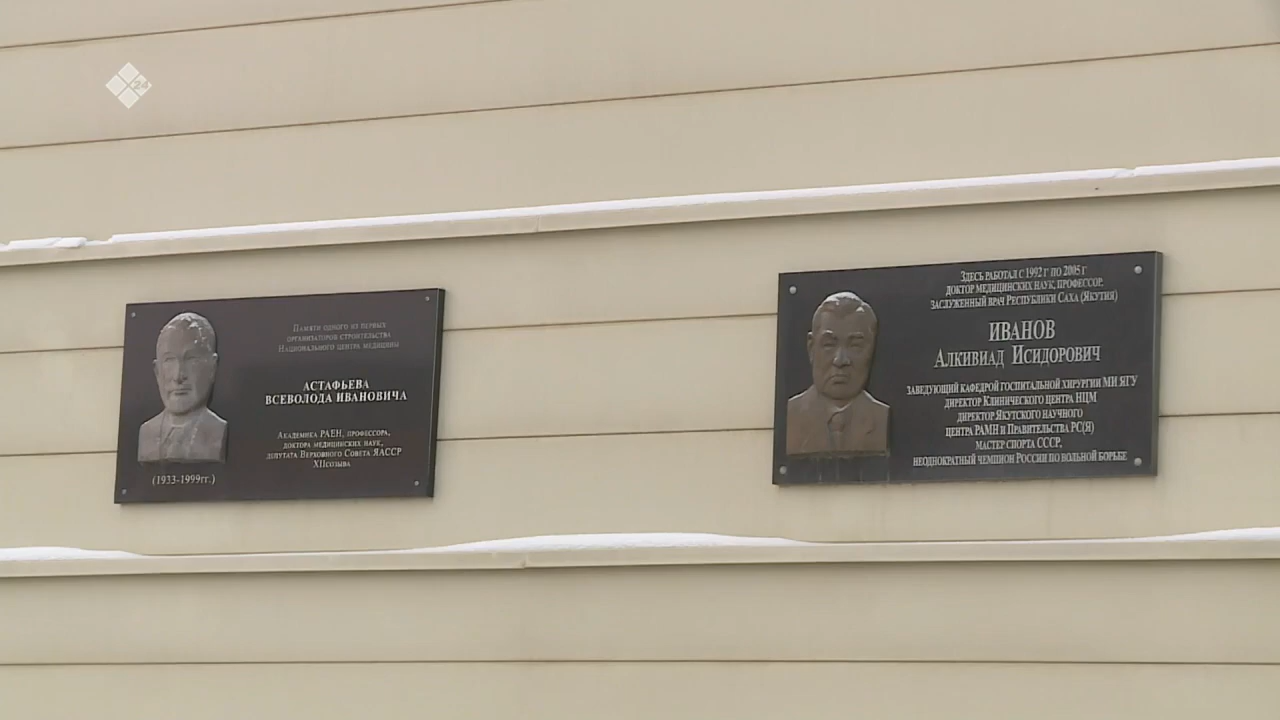 24
Памяти одного из первых
организаторов строительства
Национального центра медицины
АСТАФЬЕВА
ВСЕВОЛОДА ИВАНОВИЧА
Академика РАЕН, профессора,
доктора медицинских наук,
депутата Верховного Совета ЯАССР
XIIсозыва
(1933-1999гг.)
Здесь работал с 1992 г по 2005 г
доктор медицинских наук, профессор,
заслуженный врач Республики Саха (Якутия)
ИВАНОВ
Алкивиад Исидорович
заведующий кафедрой госпитальной хирургии МИ ЯГУ
директор Клинического центра НЦМ
директор Якутского научного
центра РАМН и Правительства РС(Я)
мастер спорта СССР,
неоднократный чемпион России по вольной борьбе